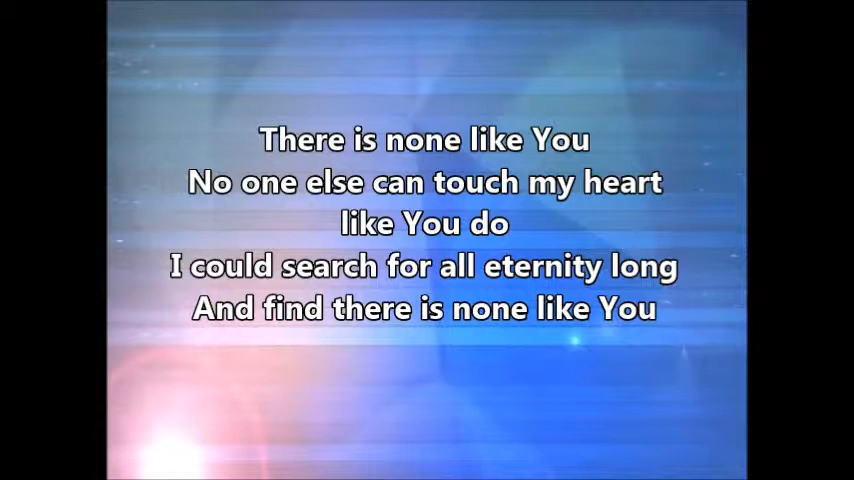 There is none like You
No one else can touch my heart
like You do
I could search for all eternity long
And find there is none like You